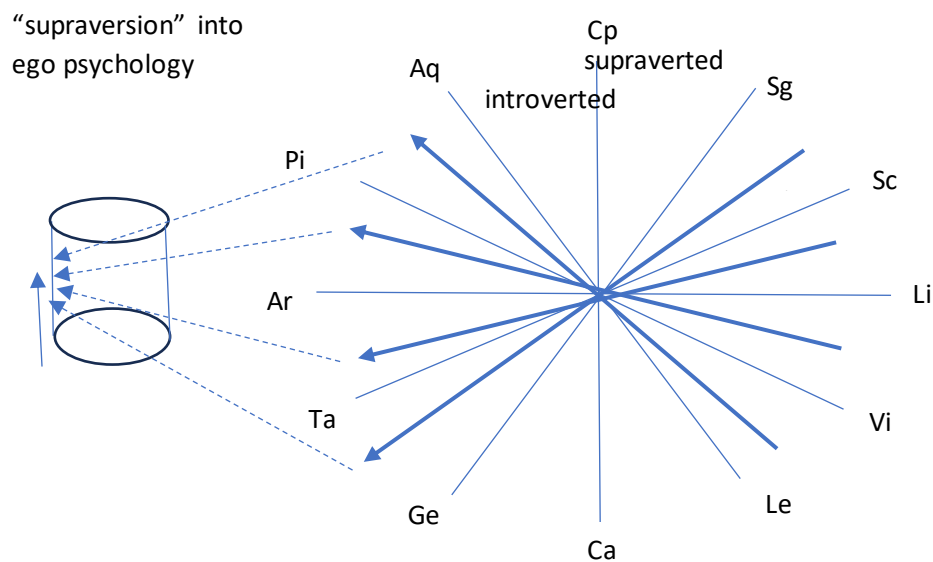 “supraversion” into
ego psychology
Cp
supraverted
Aq
introverted
Sg
Pi
Sc
Ar
Li
Ta
Vi
Ge
Le
Ca